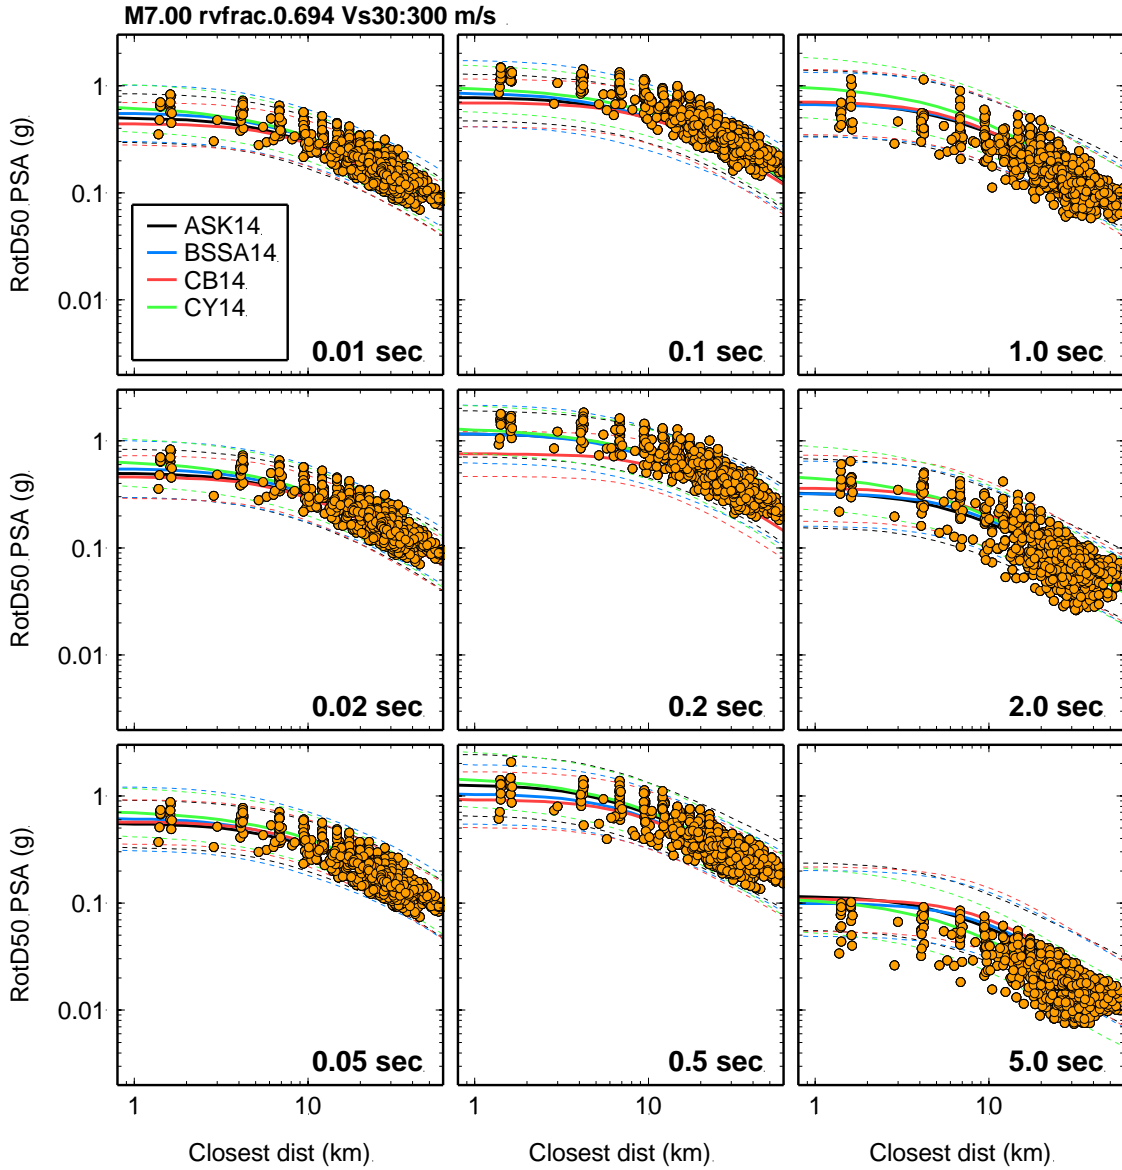 M7.00 rvfrac.0.694 Vs30:300 m/s
RotD50 PSA (g)
1
0.1
0.01
ASK14
BSSA14
CB14
CY14
0.01 sec
0.1 sec
1.0 sec
RotD50 PSA (g)
1
0.1
0.01
0.02 sec
0.2 sec
2.0 sec
RotD50 PSA (g)
1
0.1
0.01
0.05 sec
0.5 sec
5.0 sec
1 10 1 10 1 10
Closest dist (km) Closest dist (km) Closest dist (km)